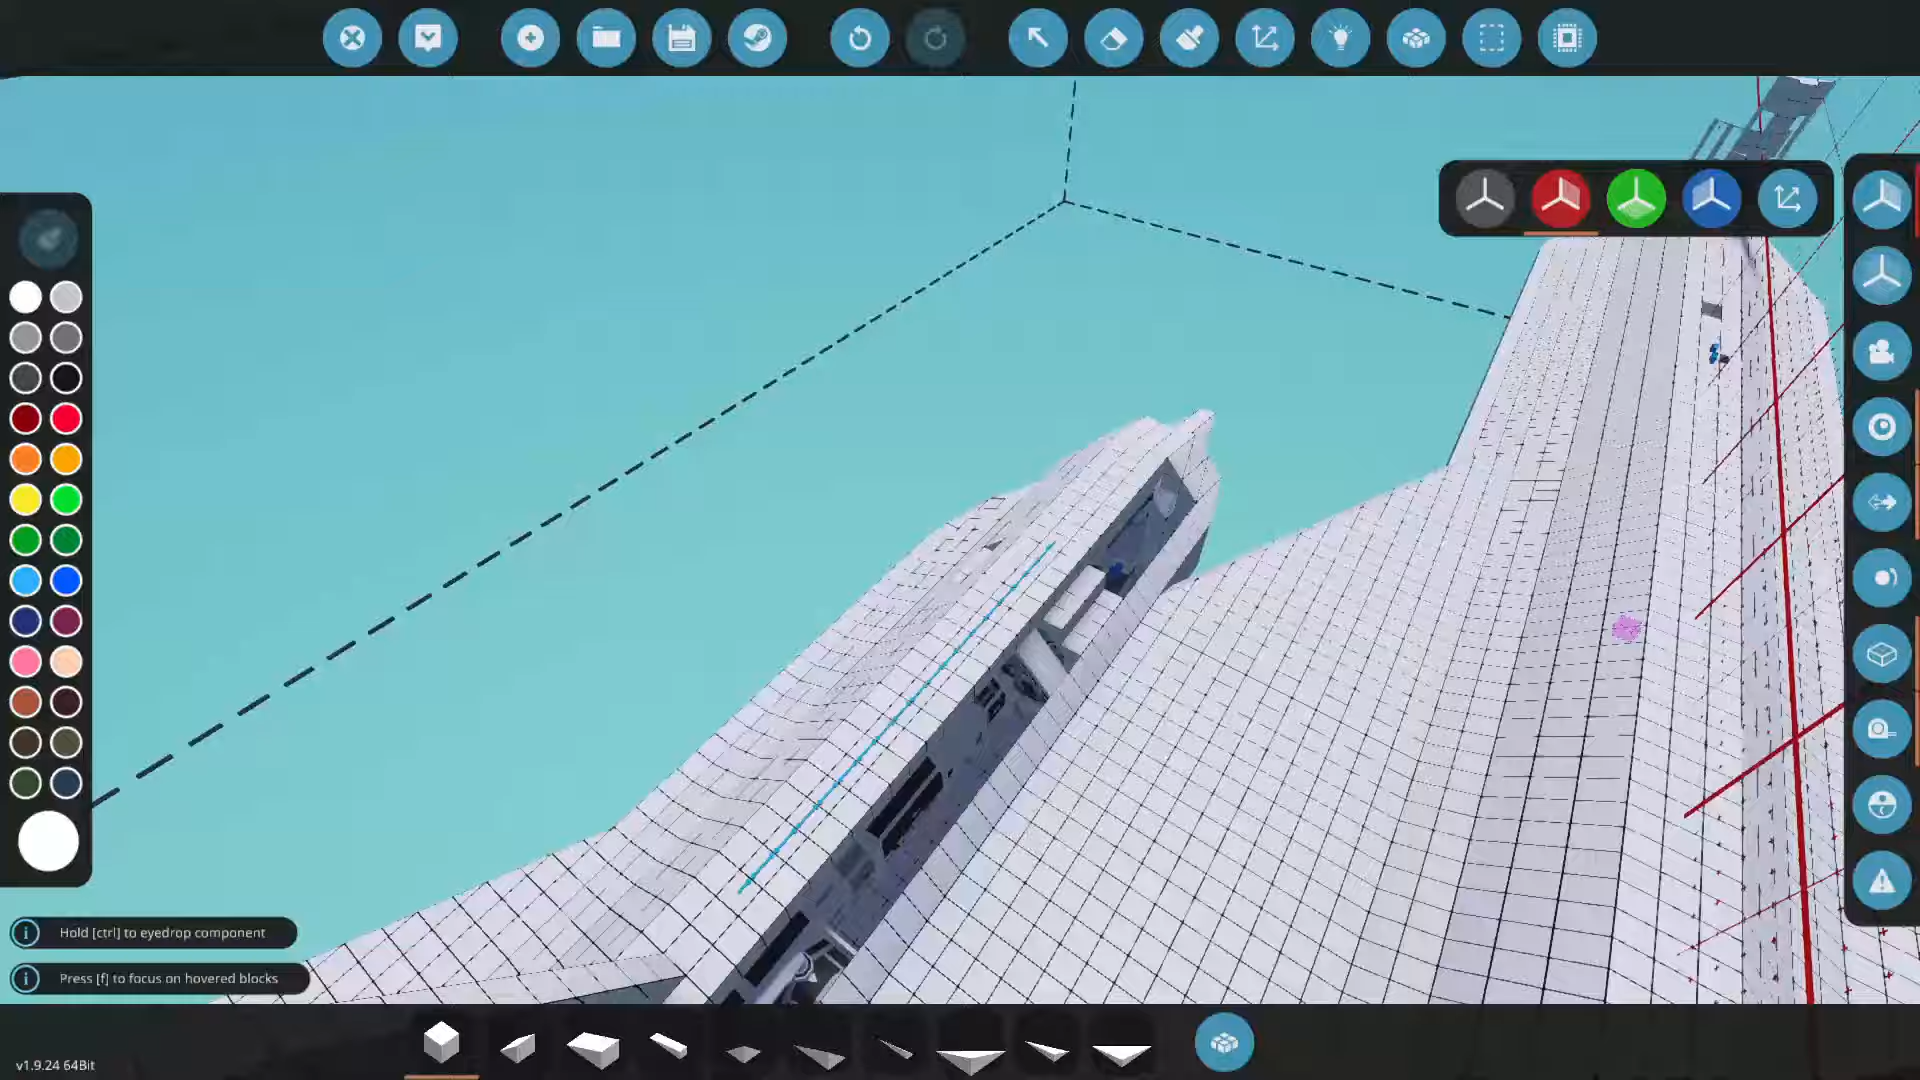 Hold [ctrl] to eyedrop component
Press [f] to focus on hovered blocks
v1.9.24 64Bit